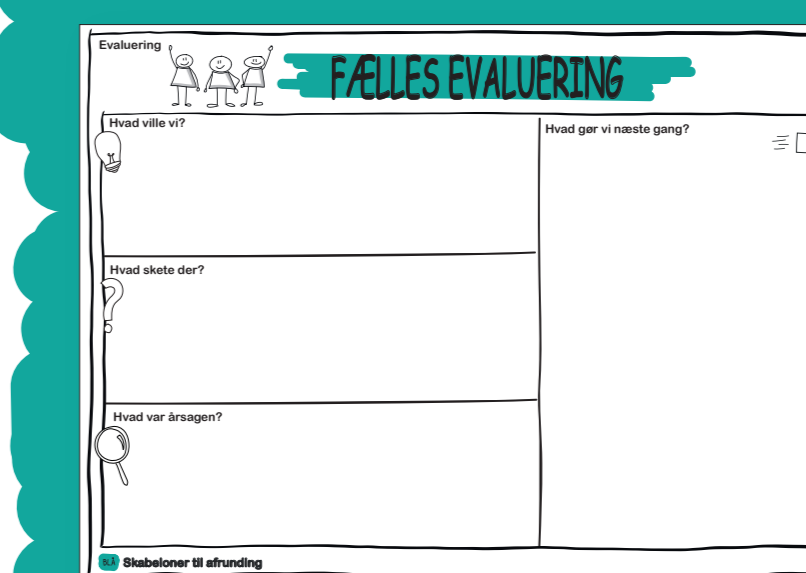 Evaluering
FÆLLES EVALUERING
Hvad ville vi?
Hvad skete der?
Hvad var årsagen?
Hvad gør vi næste gang?
BLÅ Skabeloner til afrunding